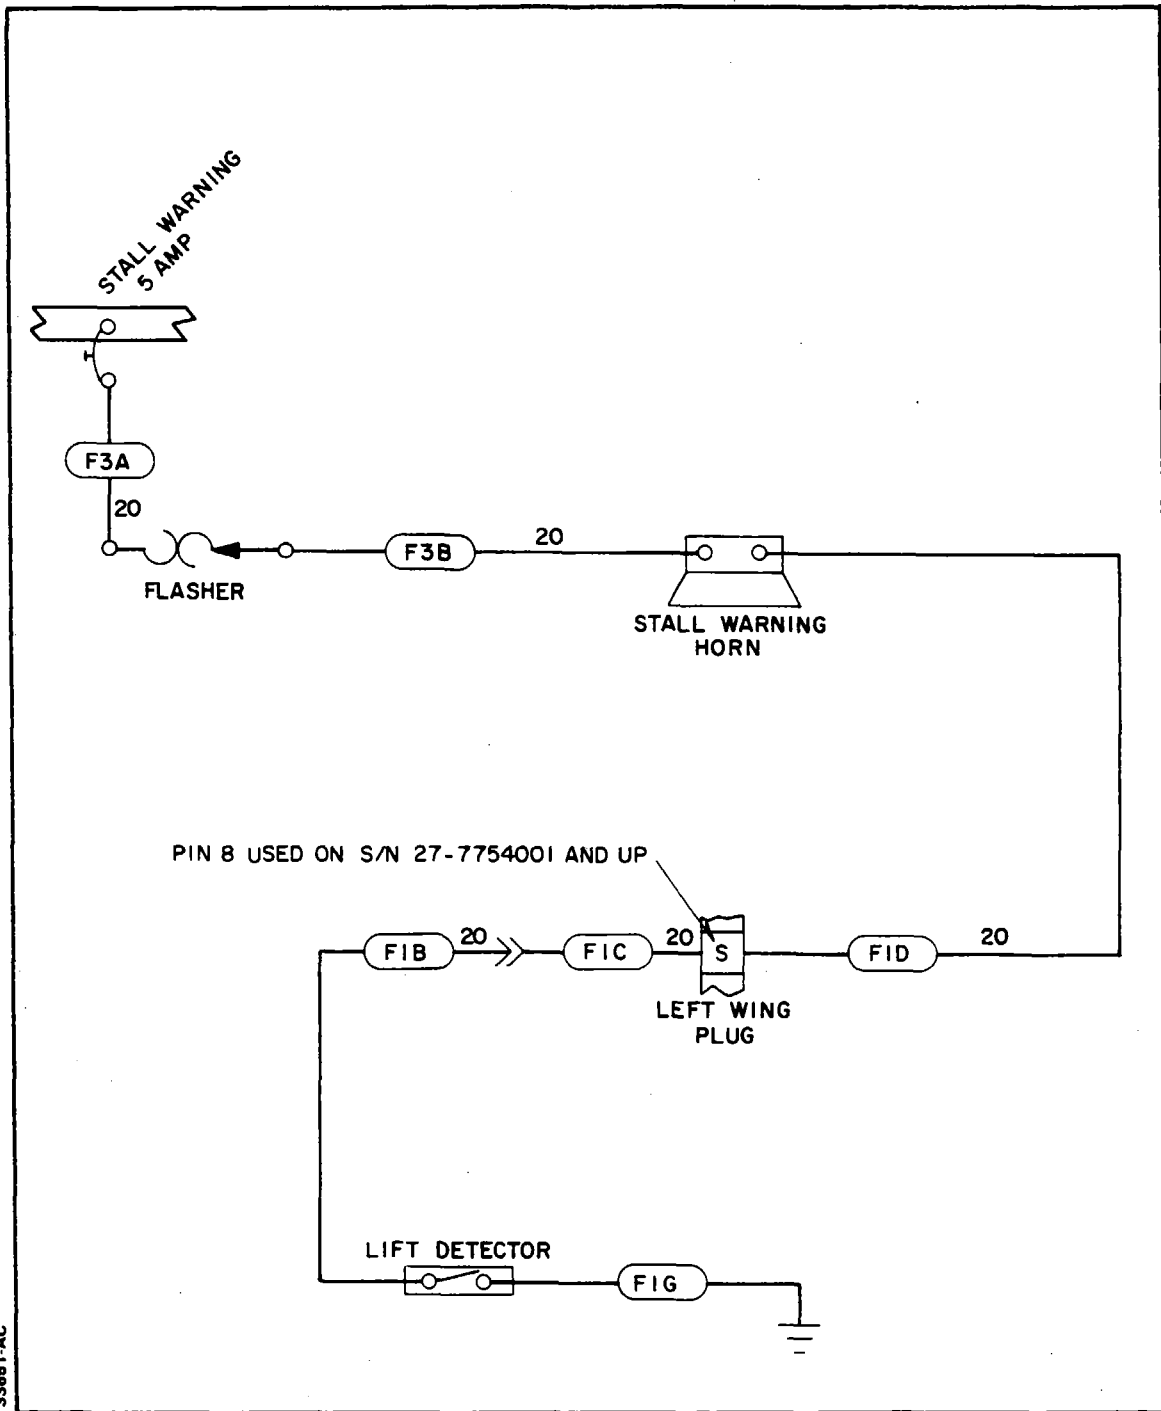 STALL WARNING
5 AMP
F3A
20
FLASHER
F3B
20
STALL WARNING
HORN
PIN 8 USED ON S/N 27-7754001 AND UP
F1B
20
F1C
20
S
F1D
20
LEFT WING
PLUG
LIFT DETECTOR
F1G